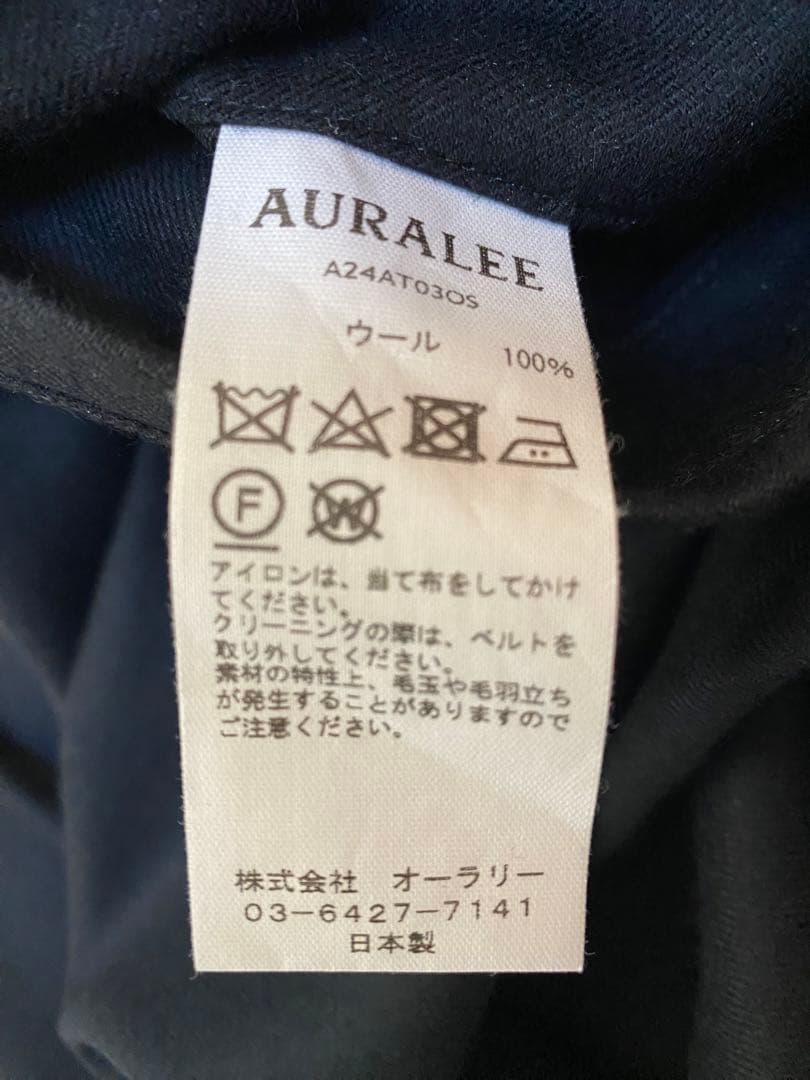 AURALEE
A24AT03OS
ウール 100%
F
W
アイロンは、当て布をしてかけ
てください。
クリーニングの際は、ベルトを
取り外してください。
素材の特性上、毛玉や毛羽立ち
が発生することがありますので
ご注意ください。
株式会社 オーラリー
03-6427-7141
日本製